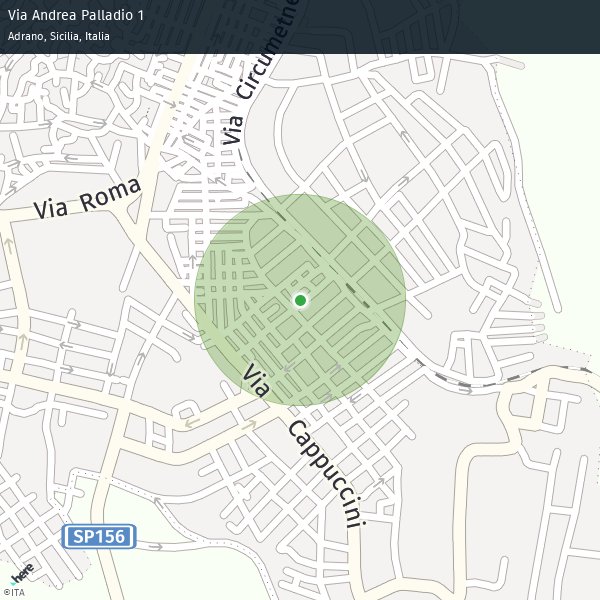 Via Andrea Palladio 1
Adrano, Sicilia, Italia
Via Circumetne
Via Roma
Via Cappuccini
SP156
here
©ITA